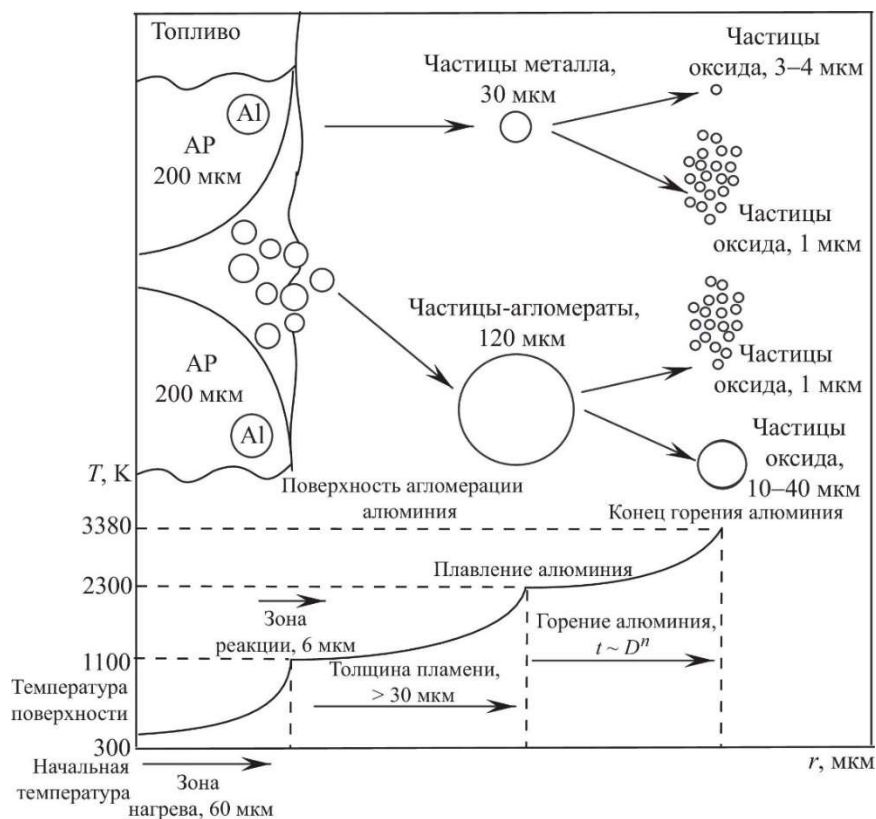 Топливо
Al
AP
200 мкм
Частицы металла,
30 мкм
Частицы
оксида, 3–4 мкм
Частицы
оксида, 1 мкм
Частицы-агломераты,
120 мкм
AP
200 мкм
Al
Частицы
оксида, 1 мкм
Частицы
оксида,
10–40 мкм
Поверхность агломерации
алюминия
Конец горения алюминия
T, K
3380
Плавление алюминия
2300
Зона
реакции, 6 мкм
Горение алюминия,
t ~ Dⁿ
1100
Толщина пламени,
> 30 мкм
Температура
поверхности
300
r, мкм
Начальная
температура
Зона
нагрева, 60 мкм